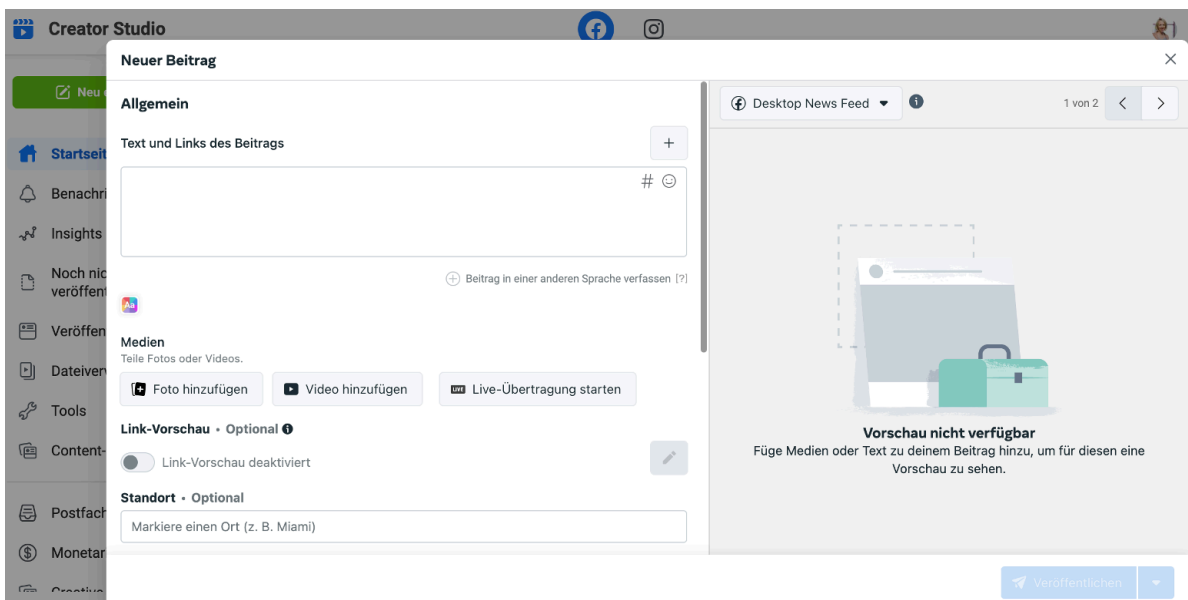 Creator Studio
Neuer Beitrag
Neu
Allgemein
Desktop News Feed
1 von 2
Text und Links des Beitrags
#
Startseit
Benachri
Insights
Noch nic
veröffent
Beitrag in einer anderen Sprache verfassen [?]
Aa
Veröffen
Medien
Teile Fotos oder Videos.
Dateiverv
Foto hinzufügen
Video hinzufügen
LIVE Live-Übertragung starten
Tools
Link-Vorschau • Optional
Vorschau nicht verfügbar
Füge Medien oder Text zu deinem Beitrag hinzu, um für diesen eine
Vorschau zu sehen.
Content-
Link-Vorschau deaktiviert
Standort • Optional
Postfach
Markiere einen Ort (z. B. Miami)
Monetar
Veröffentlichen
Creative